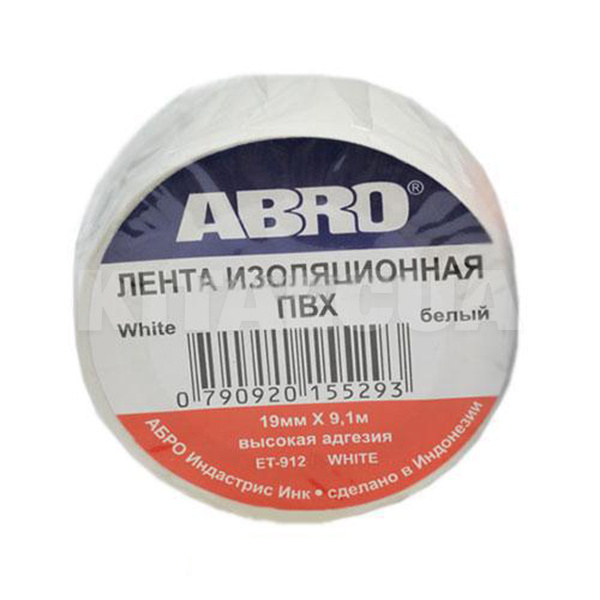 ABRO®
ЛЕНТА ИЗОЛЯЦИОННАЯ
ПВХ
White белый
0 790920 155293
19мм X 9,1м
высокая адгезия
ET-912 WHITE
АБРО Индастрис Инк • сделано в Индонезии